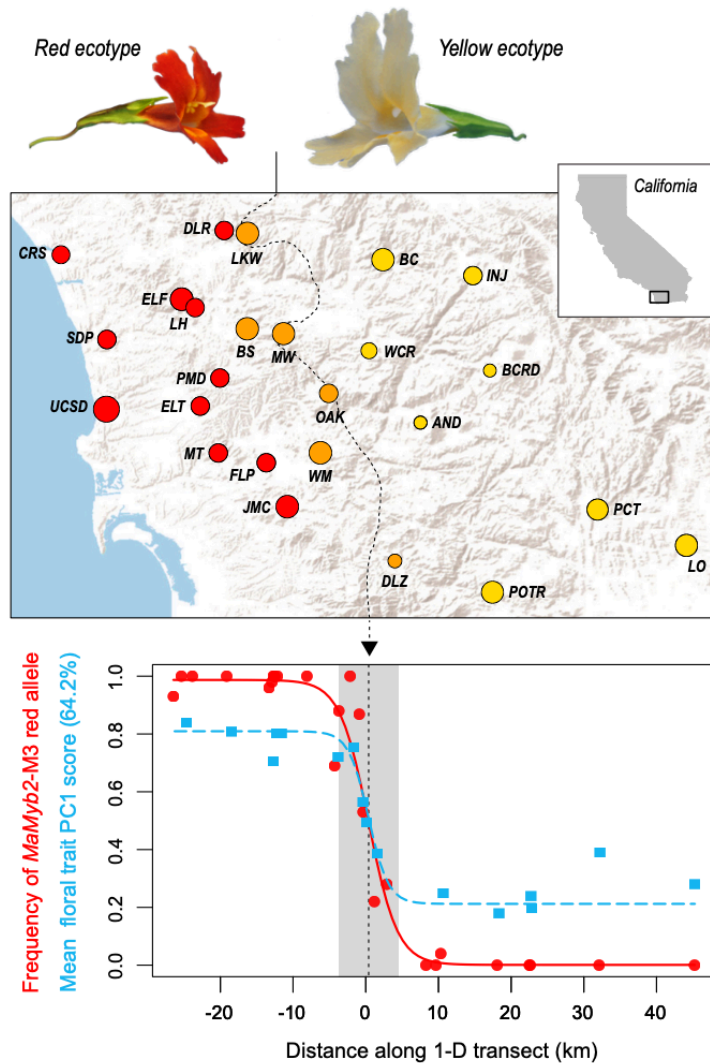 Red ecotype
Yellow ecotype
California
DLR
LKW
CRS
BC
INJ
ELF
LH
SDP
BS
MW
WCR
BCRD
PMD
UCSD
ELT
OAK
AND
MT
FLP
WM
JMC
PCT
LO
DLZ
POTR
Frequency of MaMyb2-M3 red allele
Mean floral trait PC1 score (64.2%)
1.0
0.8
0.6
0.4
0.2
0.0
-20 -10 0 10 20 30 40
Distance along 1-D transect (km)